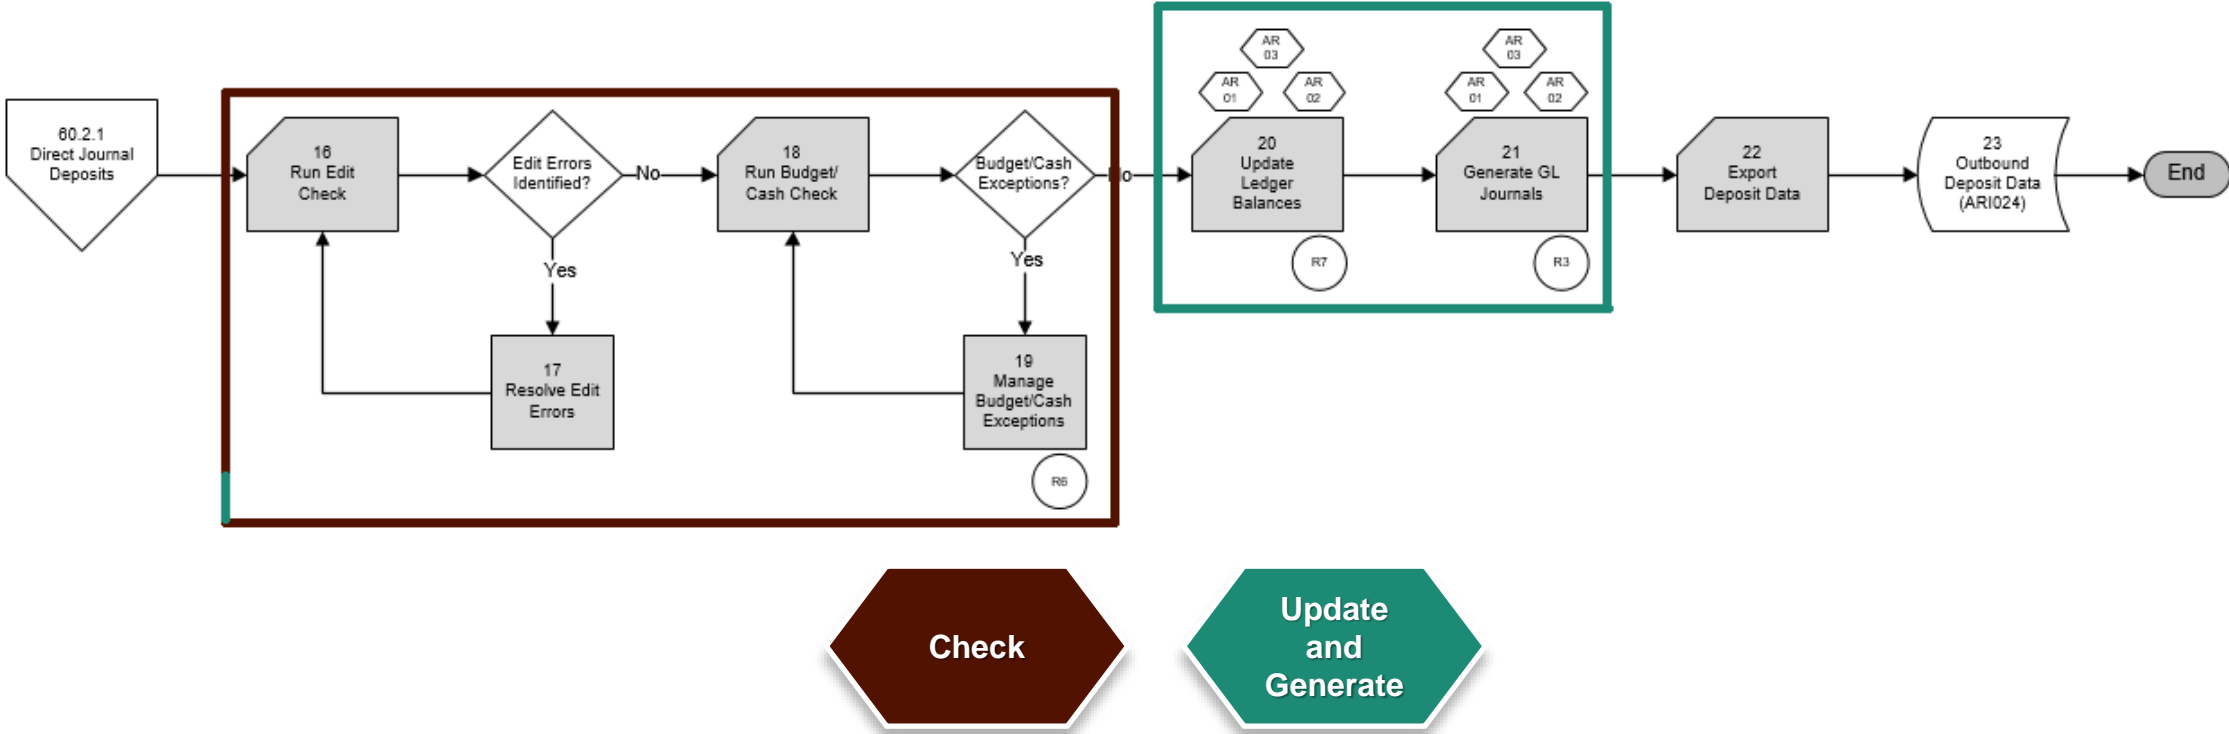 60.2.1
Direct Journal
Deposits
16
Run Edit
Check
Edit Errors
Identified?
No
Yes
17
Resolve Edit
Errors
18
Run Budget/
Cash Check
Budget/Cash
Exceptions?
No
Yes
19
Manage
Budget/Cash
Exceptions
R6
AR
03
AR
01
AR
02
20
Update
Ledger
Balances
R7
AR
03
AR
01
AR
02
21
Generate GL
Journals
R3
22
Export
Deposit Data
23
Outbound
Deposit Data
(ARI024)
End
Check
Update
and
Generate